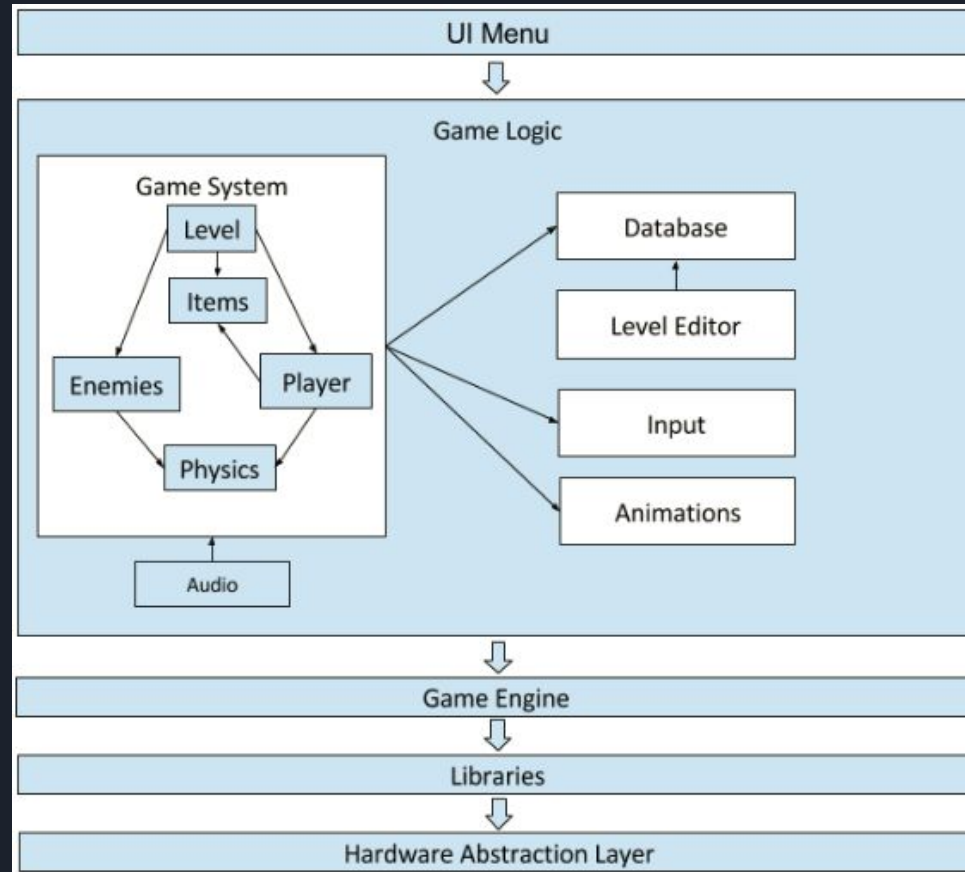 UI Menu
Game Logic
Game System
Level
Items
Enemies
Player
Physics
Audio
Database
Level Editor
Input
Animations
Game Engine
Libraries
Hardware Abstraction Layer